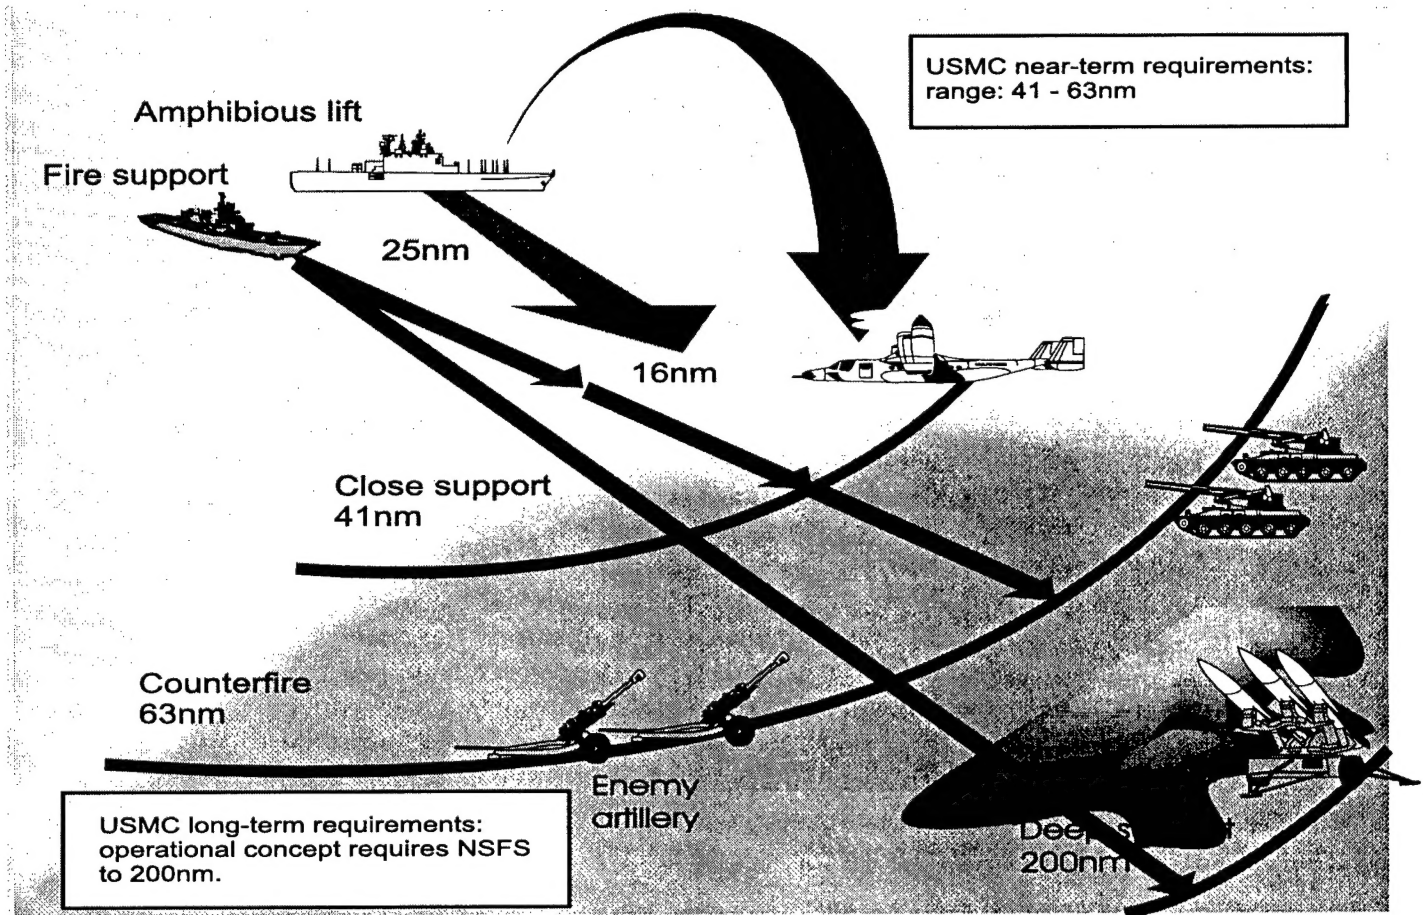 USMC near-term requirements:
range: 41 - 63nm
Amphibious lift
Fire support
25nm
16nm
Close support
41nm
Counterfire
63nm
Enemy
artillery
Deep
200nm
USMC long-term requirements:
operational concept requires NSFS
to 200nm.